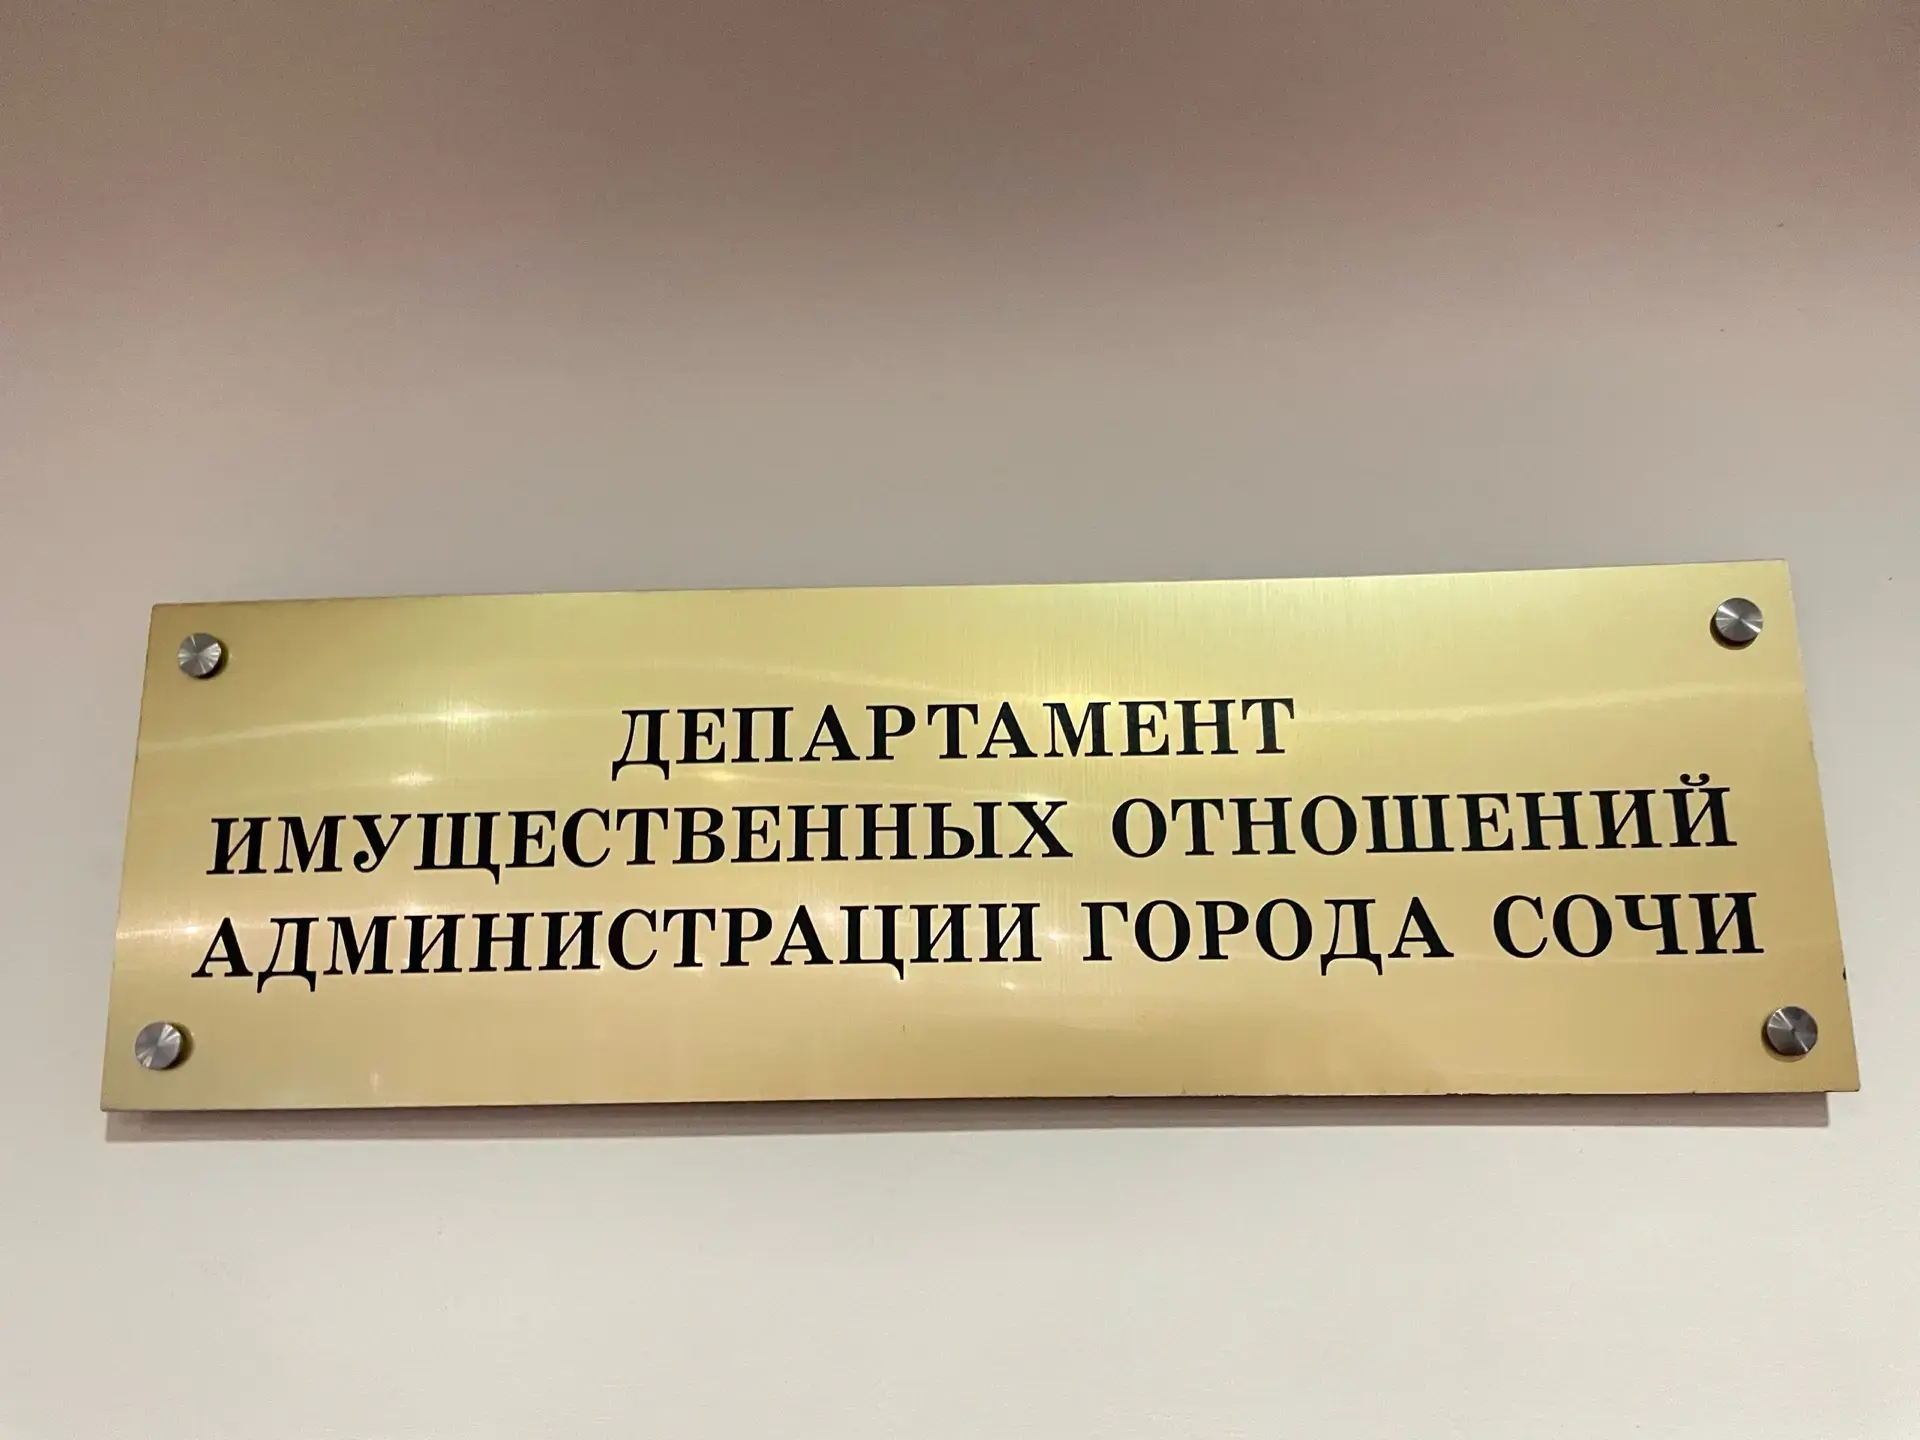 ДЕПАРТАМЕНТ
ИМУЩЕСТВЕННЫХ ОТНОШЕНИЙ
АДМИНИСТРАЦИИ ГОРОДА СОЧИ